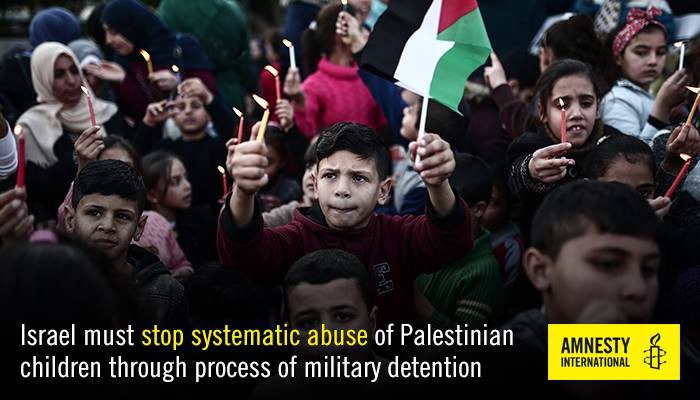 Israel must stop systematic abuse of Palestinian
children through process of military detention
AMNESTY
INTERNATIONAL